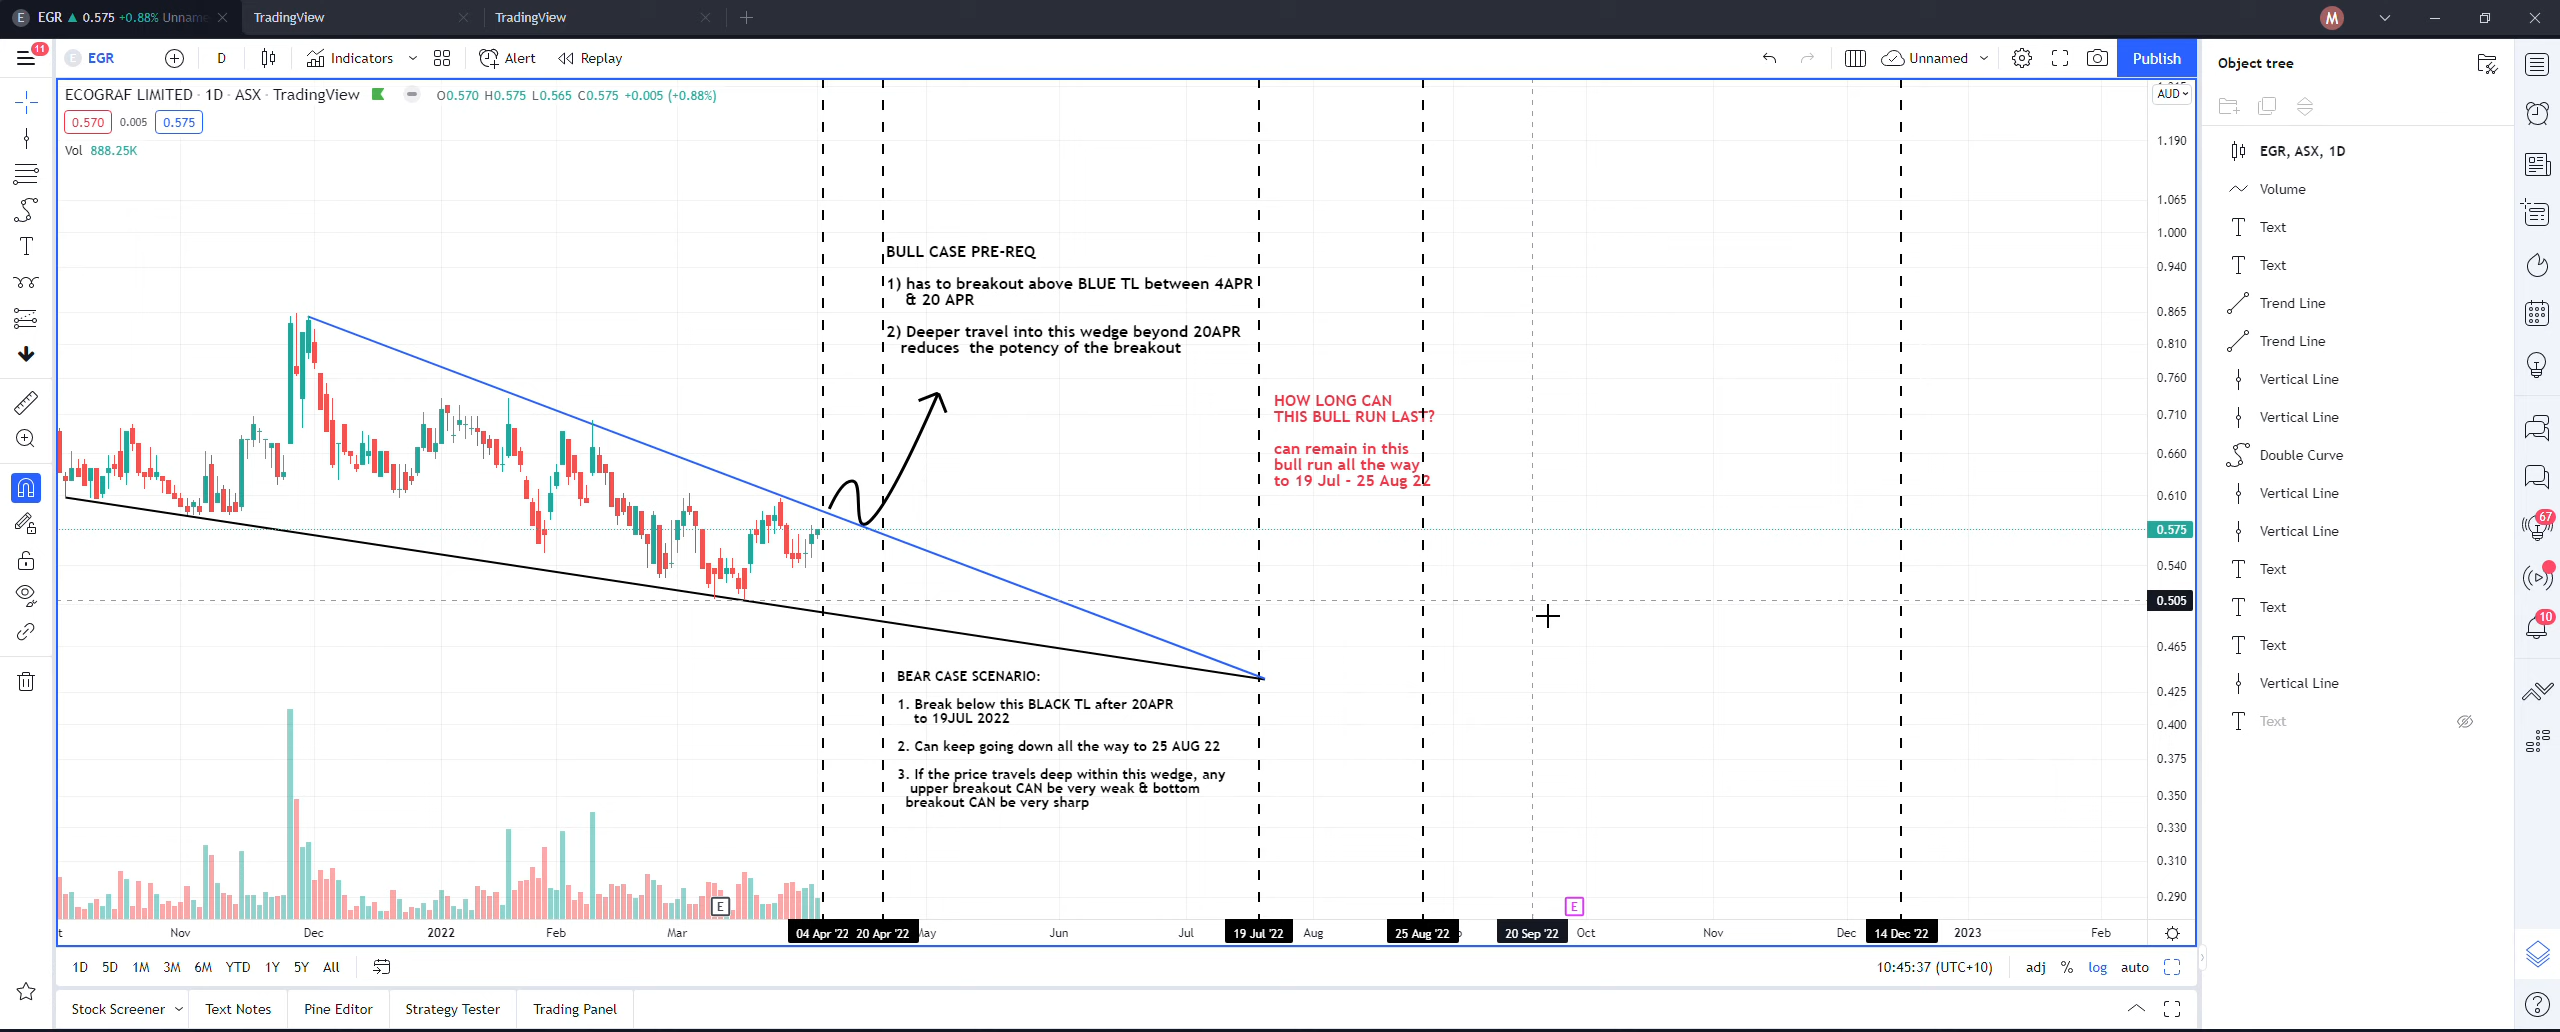 E EGR ▲ 0.575 +0.88% Unname
TradingView
TradingView
M
11
E EGR
D
Indicators
Alert
Replay
Unnamed
Publish
ECOGRAF LIMITED · 1D · ASX · TradingView
O0.570 H0.575 L0.565 C0.575 +0.005 (+0.88%)
0.570 0.005 0.575
Vol 888.25K
AUD
1.190
1.065
1.000
0.940
0.865
0.810
0.760
0.710
0.660
0.610
0.575
0.540
0.505
0.465
0.425
0.400
0.375
0.350
0.330
0.310
0.290
BULL CASE PRE-REQ
1) has to breakout above BLUE TL between 4APR
& 20 APR
2) Deeper travel into this wedge beyond 20APR
reduces the potency of the breakout
HOW LONG CAN
THIS BULL RUN LAST?
can remain in this
bull run all the way
to 19 Jul - 25 Aug 22
BEAR CASE SCENARIO:
1. Break below this BLACK TL after 20APR
to 19JUL 2022
2. Can keep going down all the way to 25 AUG 22
3. If the price travels deep within this wedge, any
upper breakout CAN be very weak & bottom
breakout CAN be very sharp
E
E
t Nov Dec 2022 Feb Mar 04 Apr '22 20 Apr '22 May Jun Jul 19 Jul '22 Aug 25 Aug '22 20 Sep '22 Oct Nov Dec 14 Dec '22 2023 Feb
1D 5D 1M 3M 6M YTD 1Y 5Y All
10:45:37 (UTC+10)
adj % log auto
Stock Screener
Text Notes
Pine Editor
Strategy Tester
Trading Panel
Object tree
EGR, ASX, 1D
Volume
Text
Text
Trend Line
Trend Line
Vertical Line
Vertical Line
Double Curve
Vertical Line
Vertical Line
Text
Text
Text
Vertical Line
Text
67
10